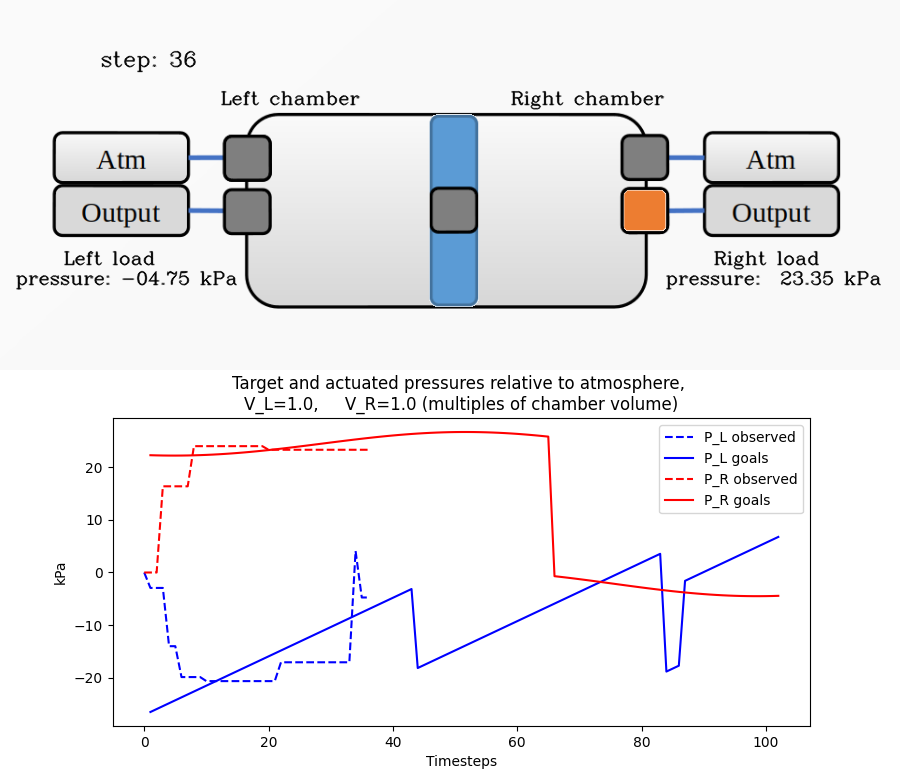 step: 36
Left chamber
Right chamber
Atm
Atm
Output
Output
Left load
pressure: -04.75 kPa
Right load
pressure: 23.35 kPa
Target and actuated pressures relative to atmosphere,
V_L=1.0, V_R=1.0 (multiples of chamber volume)
P_L observed
P_L goals
P_R observed
P_R goals
kPa
20
10
0
−10
−20
0 20 40 60 80 100
Timesteps